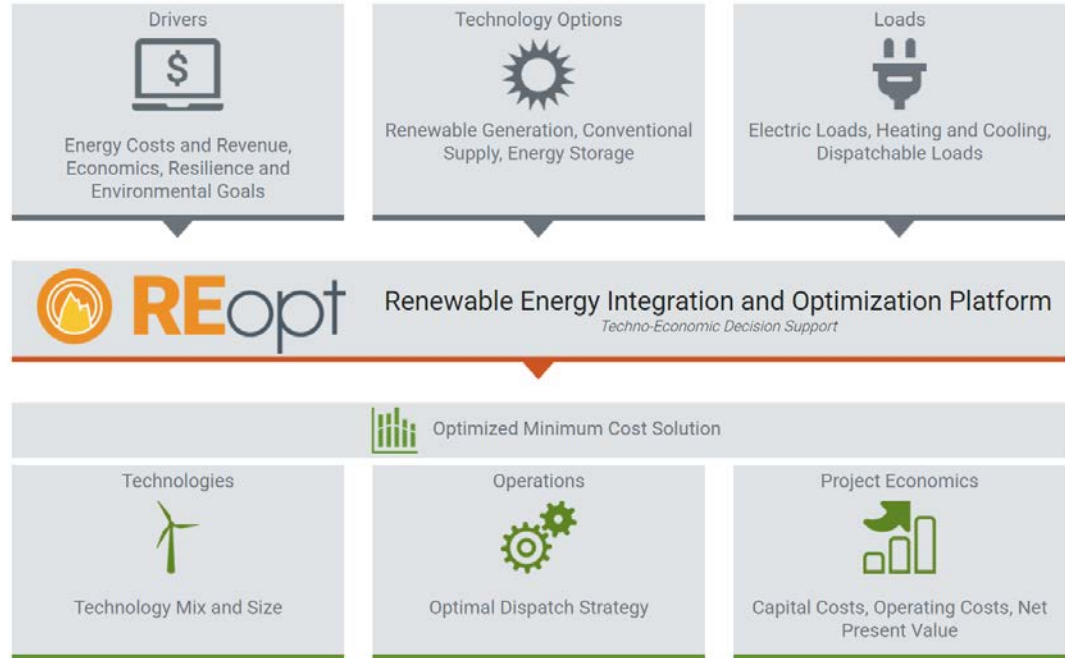 Drivers
$
Energy Costs and Revenue,
Economics, Resilience and
Environmental Goals
Technology Options
Renewable Generation, Conventional
Supply, Energy Storage
Loads
Electric Loads, Heating and Cooling,
Dispatchable Loads
REopt
Renewable Energy Integration and Optimization Platform
Techno-Economic Decision Support
Optimized Minimum Cost Solution
Technologies
Technology Mix and Size
Operations
Optimal Dispatch Strategy
Project Economics
Capital Costs, Operating Costs, Net
Present Value